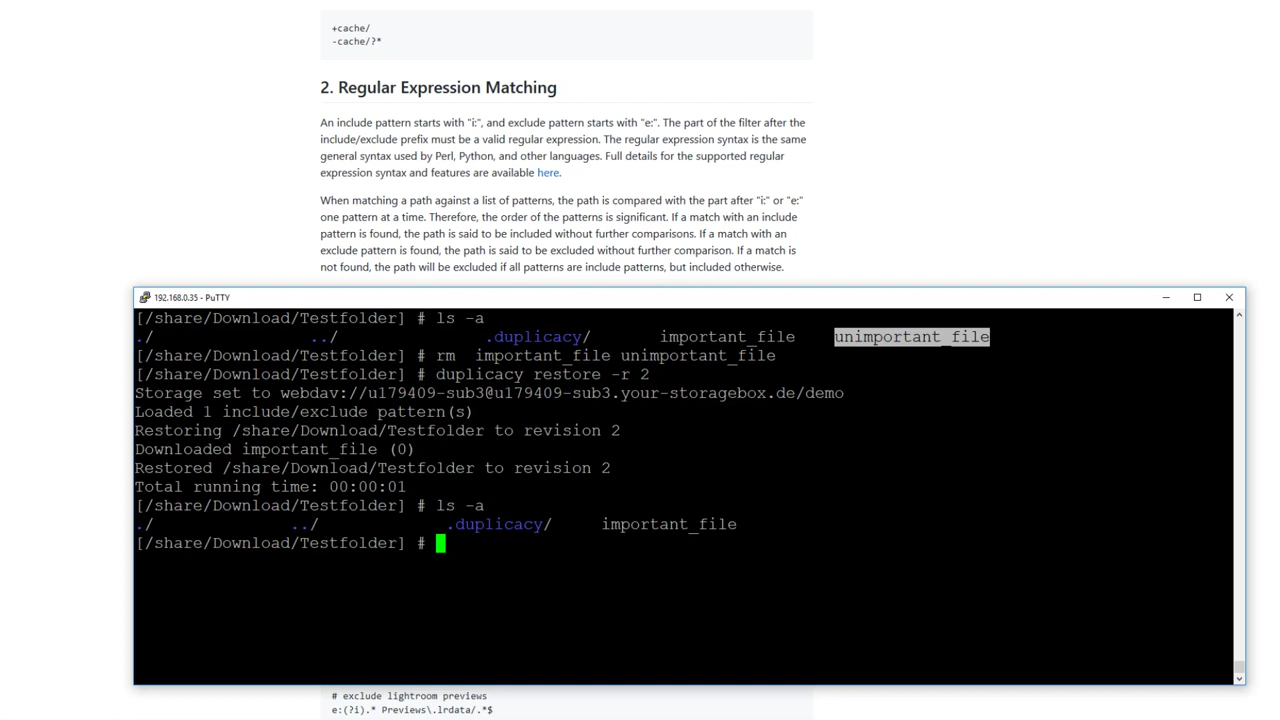 +cache/
-cache/?*
2. Regular Expression Matching
An include pattern starts with "i:", and exclude pattern starts with "e:". The part of the filter after the
include/exclude prefix must be a valid regular expression. The regular expression syntax is the same
general syntax used by Perl, Python, and other languages. Full details for the supported regular
expression syntax and features are available here.
When matching a path against a list of patterns, the path is compared with the part after "i:" or "e:"
one pattern at a time. Therefore, the order of the patterns is significant. If a match with an include
pattern is found, the path is said to be included without further comparisons. If a match with an
exclude pattern is found, the path is said to be excluded without further comparison. If a match is
not found, the path will be excluded if all patterns are include patterns, but included otherwise.
192.168.0.35 - PuTTY
[/share/Download/Testfolder] # ls -a
./ ../ .duplicacy/ important_file unimportant_file
[/share/Download/Testfolder] # rm  important_file unimportant_file
[/share/Download/Testfolder] # duplicacy restore -r 2
Storage set to webdav://u179409-sub3@u179409-sub3.your-storagebox.de/demo
Loaded 1 include/exclude pattern(s)
Restoring /share/Download/Testfolder to revision 2
Downloaded important_file (0)
Restored /share/Download/Testfolder to revision 2
Total running time: 00:00:01
[/share/Download/Testfolder] # ls -a
./ ../ .duplicacy/ important_file
[/share/Download/Testfolder] #
# exclude lightroom previews
e:(?i).* Previews\.lrdata/.*$